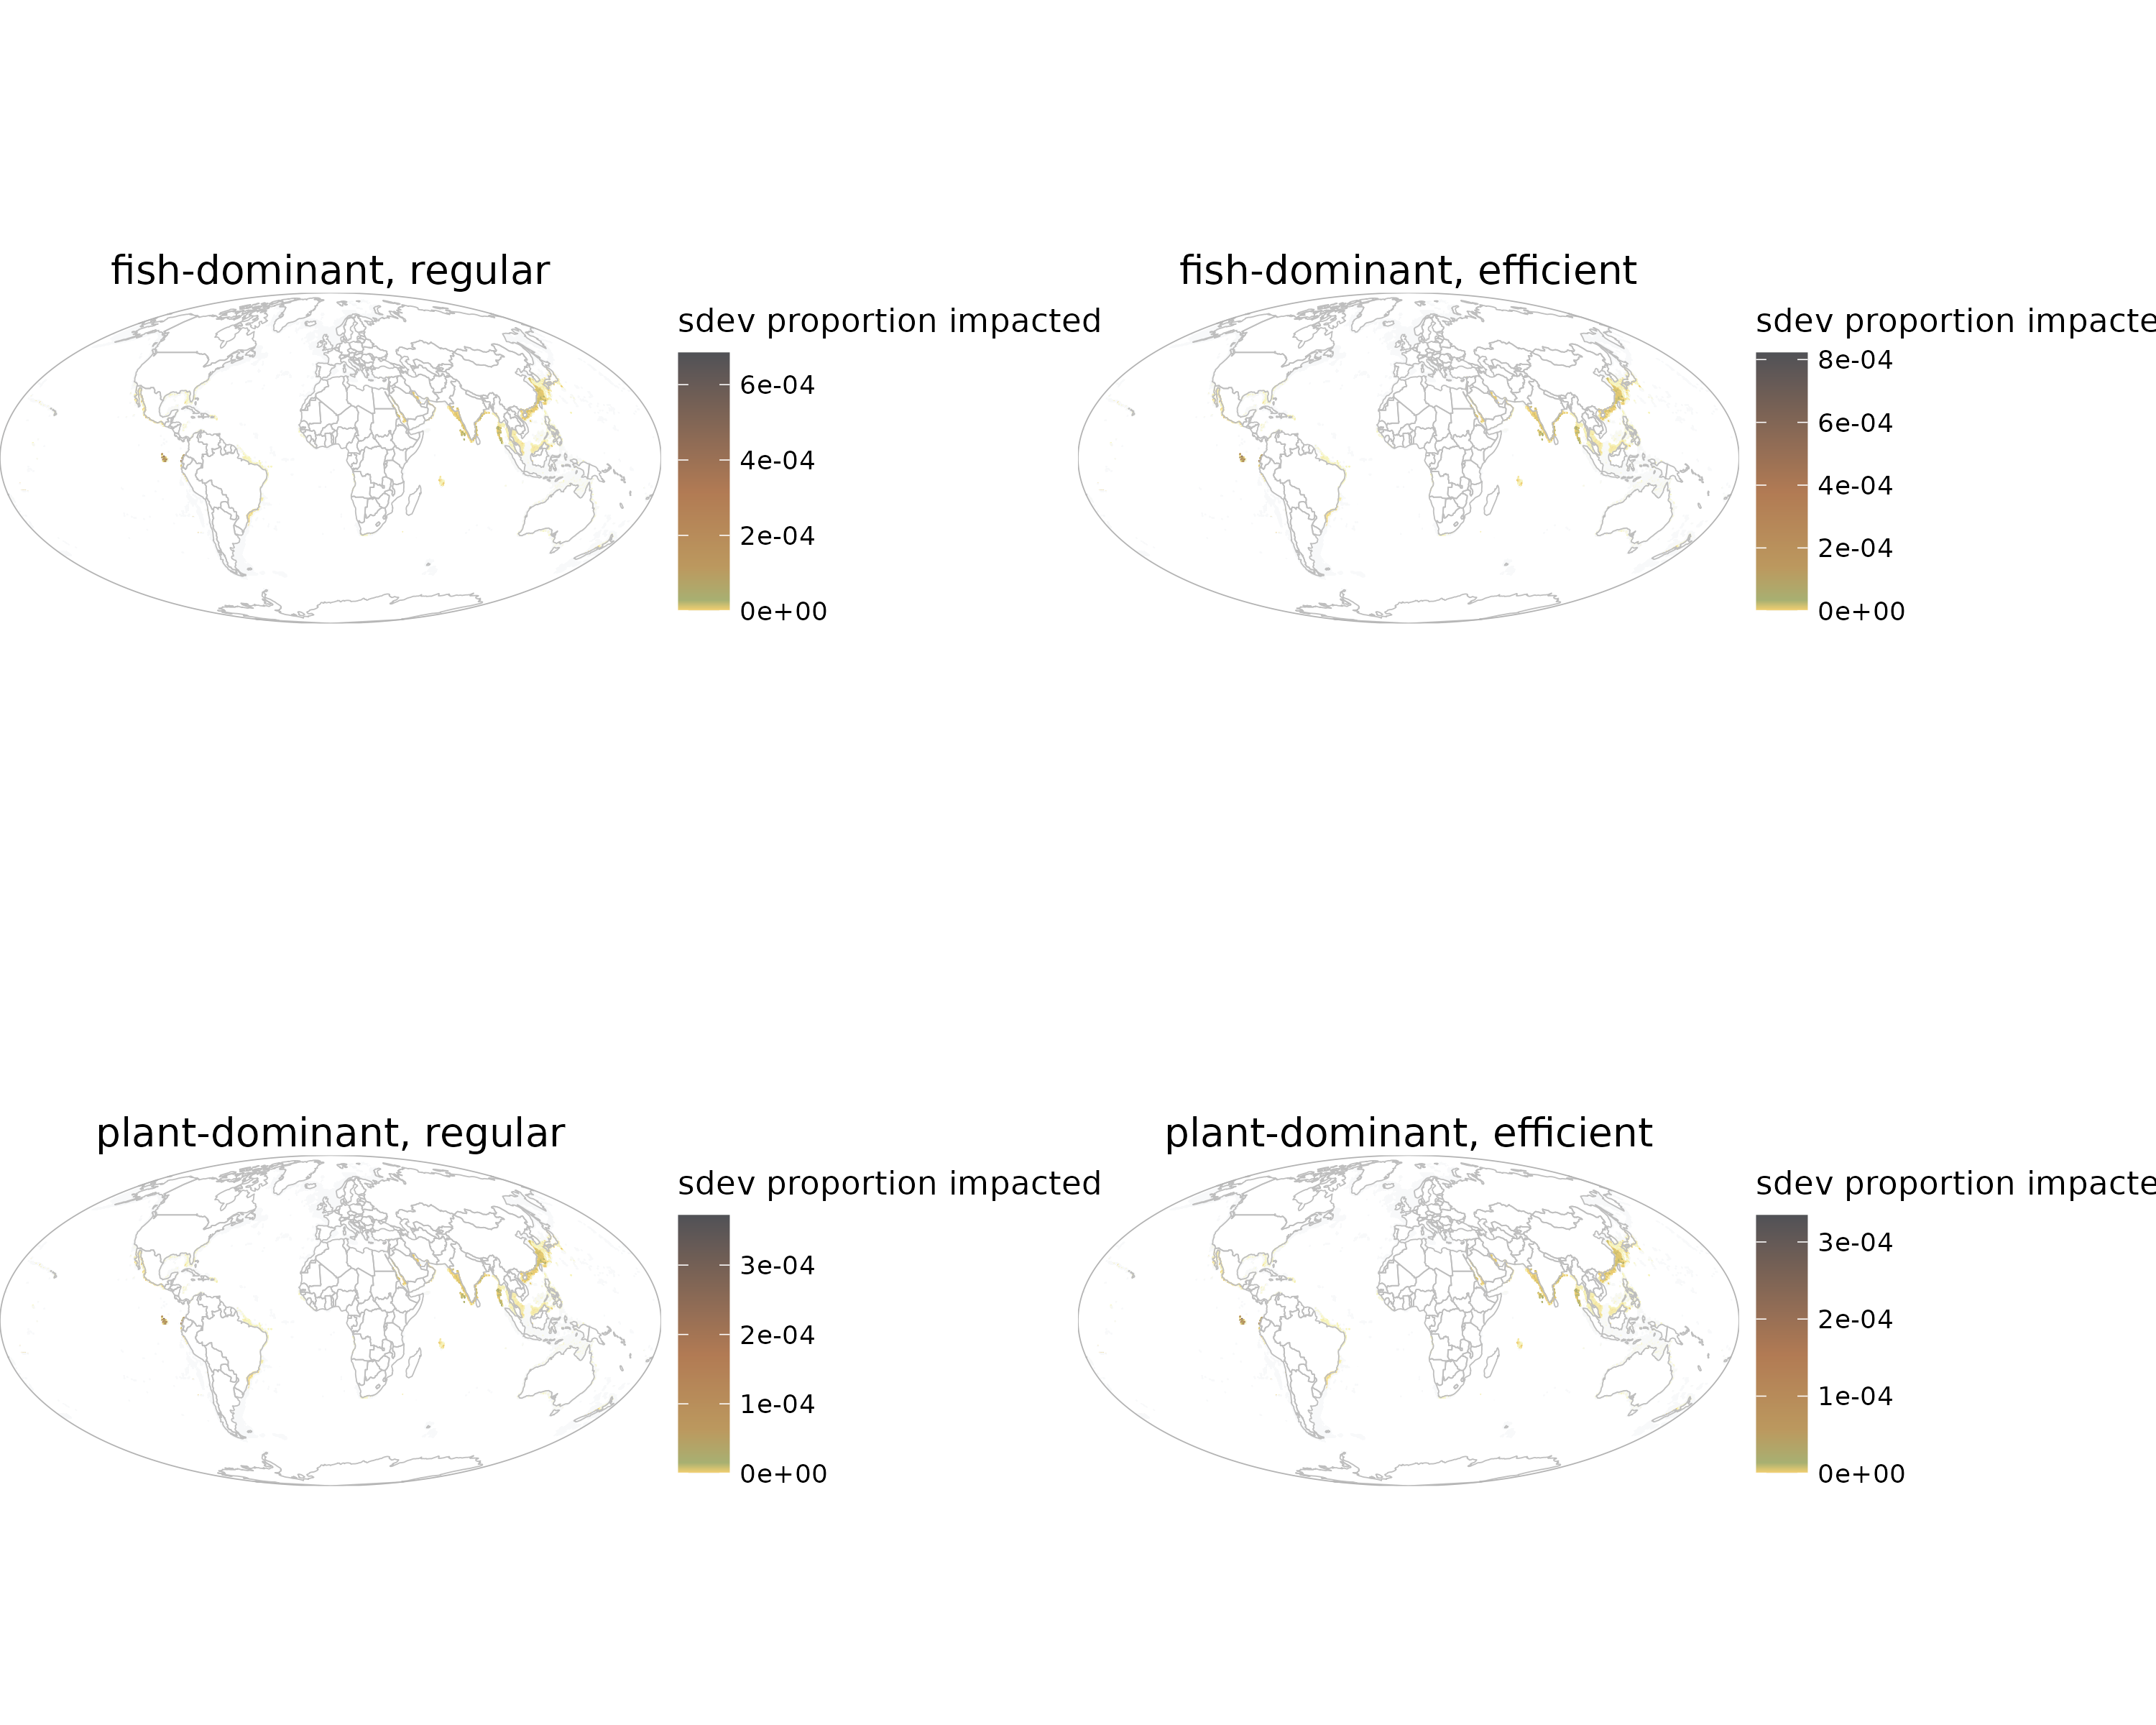 fish-dominant, regular
sdev proportion impacted
6e-04
4e-04
2e-04
0e+00
fish-dominant, efficient
sdev proportion impacte
8e-04
6e-04
4e-04
2e-04
0e+00
plant-dominant, regular
sdev proportion impacted
3e-04
2e-04
1e-04
0e+00
plant-dominant, efficient
sdev proportion impacte
3e-04
2e-04
1e-04
0e+00